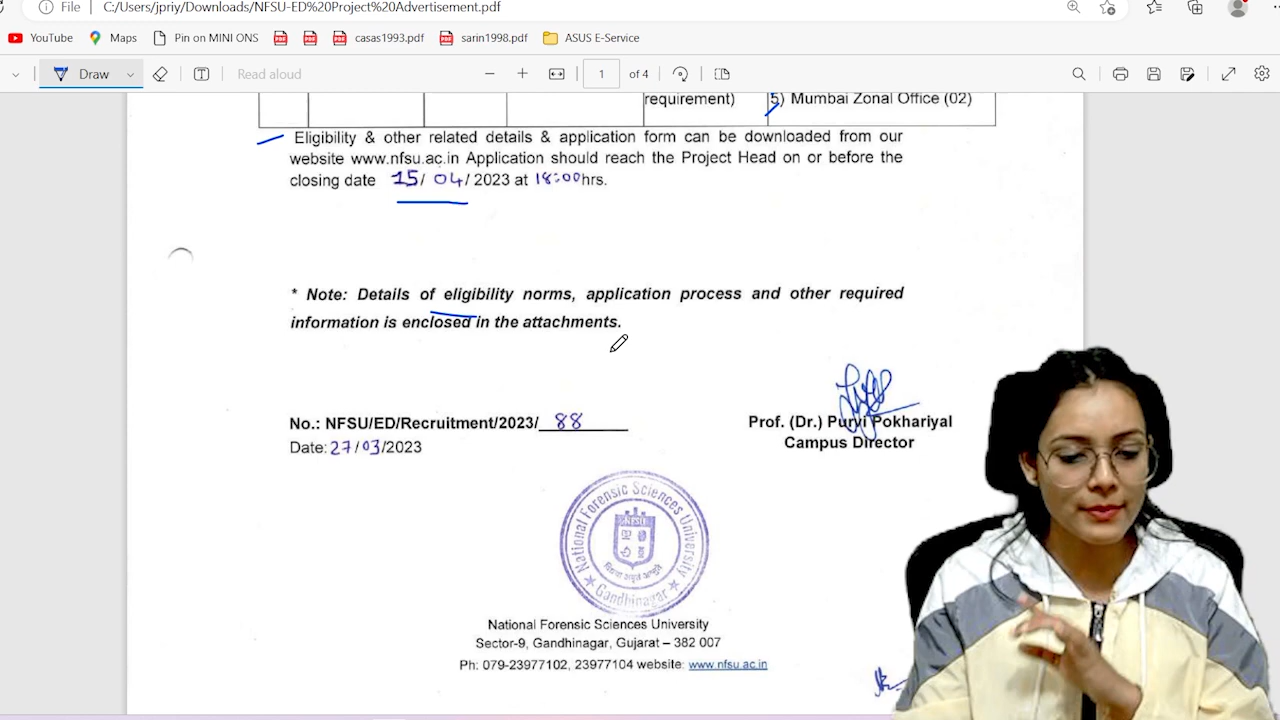 File
C:/Users/jpriy/Downloads/NFSU-ED%20Project%20Advertisement.pdf
YouTube
Maps
Pin on MINI ONS
casas1993.pdf
sarin1998.pdf
ASUS E-Service
Draw
Read aloud
1 of 4
requirement)
5) Mumbai Zonal Office (02)
Eligibility & other related details & application form can be downloaded from our
website www.nfsu.ac.in Application should reach the Project Head on or before the
closing date 15/ 04/ 2023 at 18:00hrs.
* Note: Details of eligibility norms, application process and other required
information is enclosed in the attachments.
No.: NFSU/ED/Recruitment/2023/ 88
Date: 27/03/2023
Prof. (Dr.) Purvi Pokhariyal
Campus Director
National Forensic Sciences University
NFSU
Gandhinagar
National Forensic Sciences University
Sector-9, Gandhinagar, Gujarat – 382 007
Ph: 079-23977102, 23977104 website: www.nfsu.ac.in